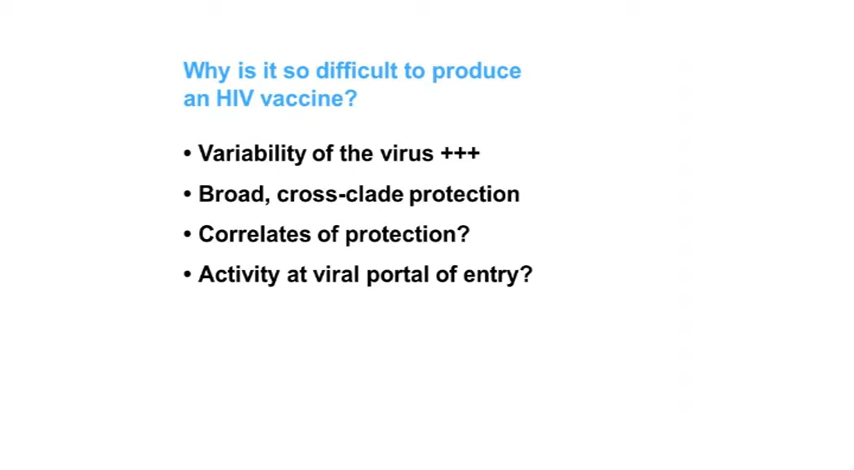 Why is it so difficult to produce
an HIV vaccine?
• Variability of the virus +++
• Broad, cross-clade protection
• Correlates of protection?
• Activity at viral portal of entry?